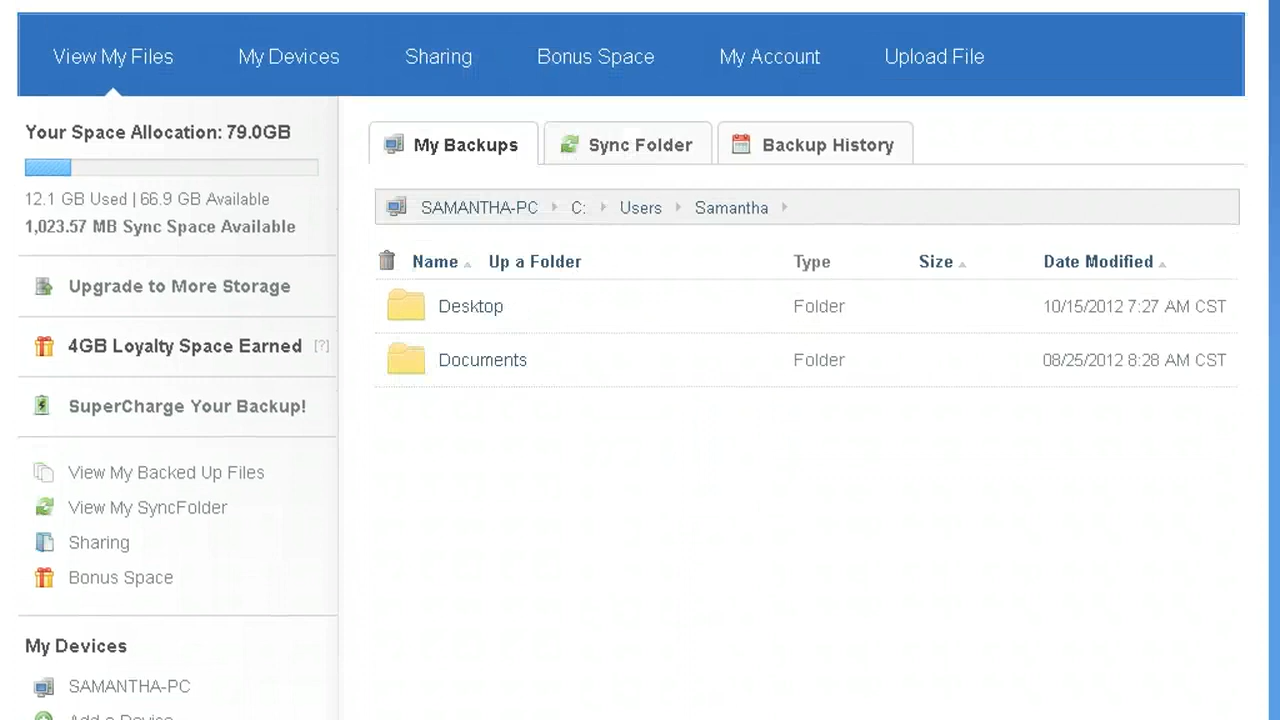 View My Files My Devices Sharing Bonus Space My Account Upload File
Your Space Allocation: 79.0GB
12.1 GB Used | 66.9 GB Available
1,023.57 MB Sync Space Available
Upgrade to More Storage
4GB Loyalty Space Earned [?]
SuperCharge Your Backup!
View My Backed Up Files
View My SyncFolder
Sharing
Bonus Space
My Devices
SAMANTHA-PC
Add a Device
My Backups Sync Folder Backup History
SAMANTHA-PC C: Users Samantha
Name Up a Folder Type Size Date Modified
Desktop Folder 10/15/2012 7:27 AM CST
Documents Folder 08/25/2012 8:28 AM CST